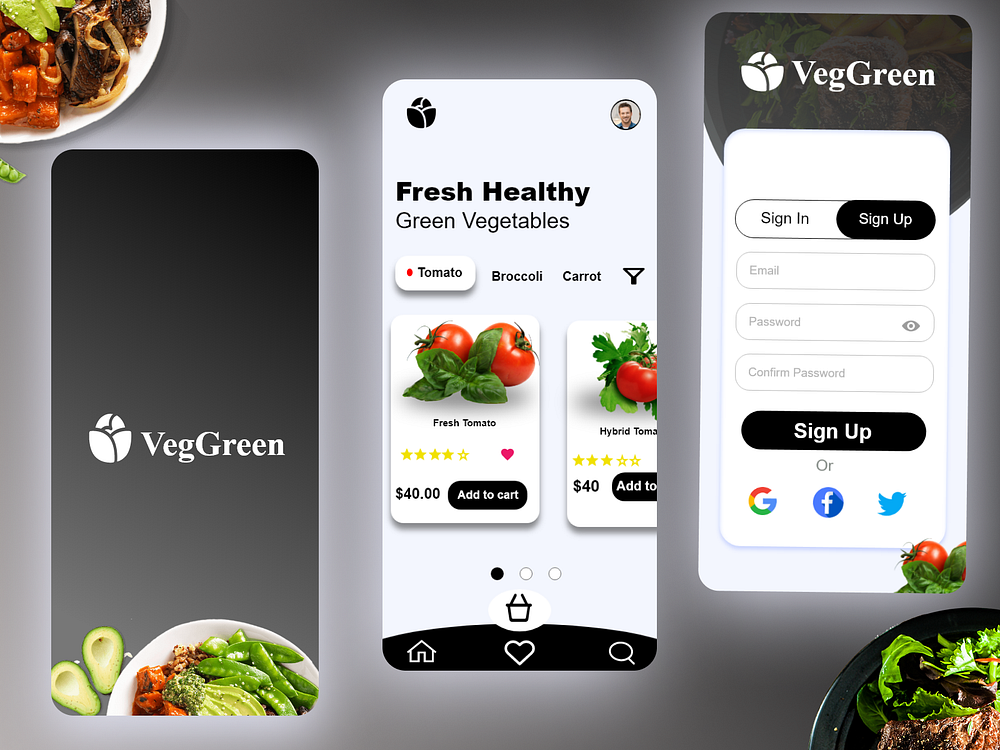 VegGreen
Fresh Healthy
Green Vegetables
Tomato
Broccoli
Carrot
Fresh Tomato
$40.00
Add to cart
Hybrid Toma
$40
Add to
VegGreen
Sign In
Sign Up
Email
Password
Confirm Password
Sign Up
Or